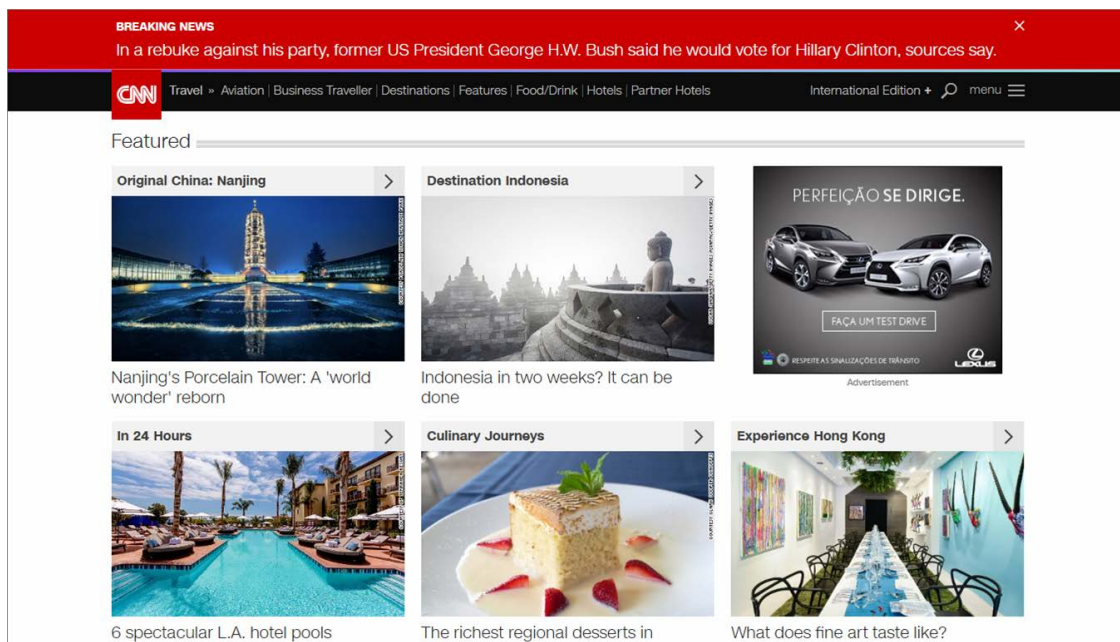 BREAKING NEWS
In a rebuke against his party, former US President George H.W. Bush said he would vote for Hillary Clinton, sources say.
CNN Travel » Aviation | Business Traveller | Destinations | Features | Food/Drink | Hotels | Partner Hotels International Edition + menu
Featured
Original China: Nanjing
Nanjing's Porcelain Tower: A 'world
wonder' reborn
Destination Indonesia
Indonesia in two weeks? It can be
done
PERFEIÇÃO SE DIRIGE.
FAÇA UM TEST DRIVE
RESPEITE AS SINALIZAÇÕES DE TRÂNSITO
LEXUS
Advertisement
In 24 Hours
6 spectacular L.A. hotel pools
Culinary Journeys
The richest regional desserts in
Experience Hong Kong
What does fine art taste like?